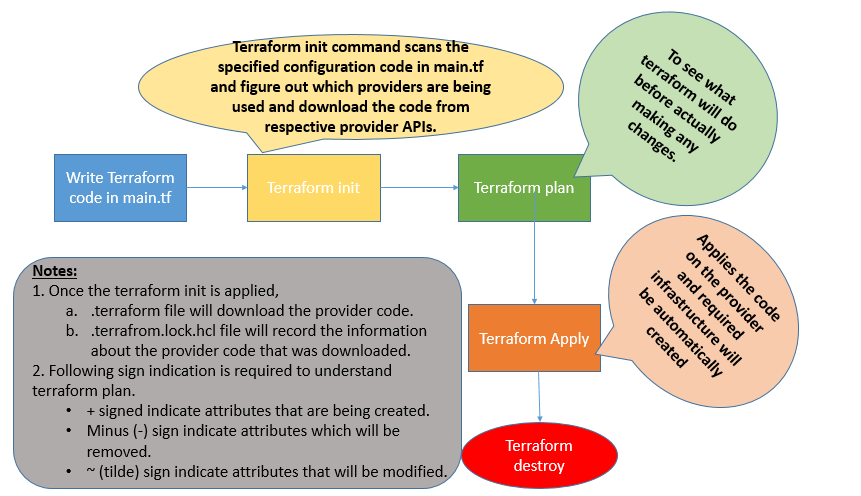 Terraform init command scans the
specified configuration code in main.tf
and figure out which providers are being
used and download the code from
respective provider APIs.
To see what
terraform will do
before actually
making any
changes.
Write Terraform
code in main.tf
Terraform init
Terraform plan
Applies the code
on the provider
and required
infrastructure will
be automatically
created
Notes:
1. Once the terraform init is applied,
a. .terraform file will download the provider code.
b. .terrafrom.lock.hcl file will record the information
about the provider code that was downloaded.
2. Following sign indication is required to understand
terraform plan.
• + signed indicate attributes that are being created.
• Minus (-) sign indicate attributes which will be
removed.
• ~ (tilde) sign indicate attributes that will be modified.
Terraform Apply
Terraform
destroy